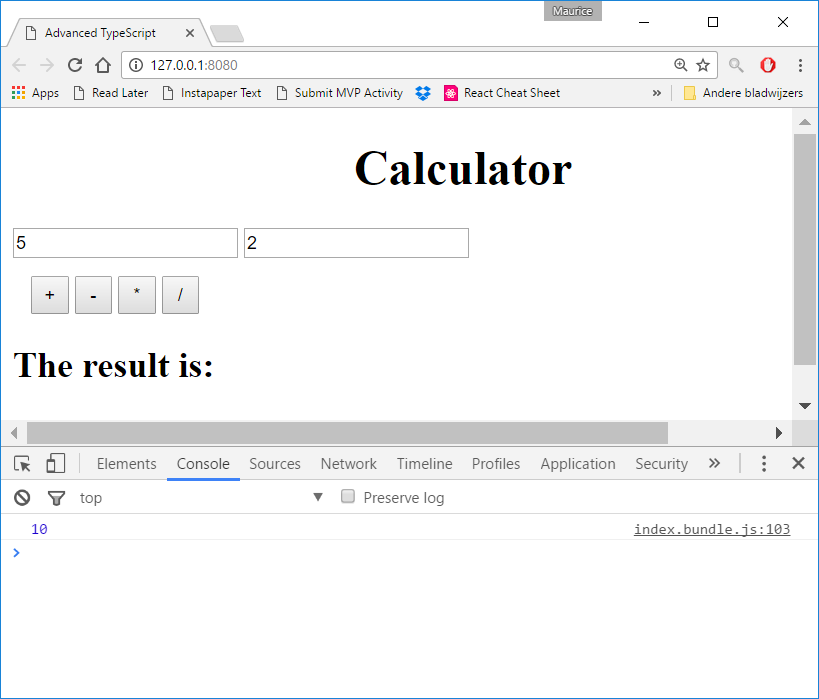 Maurice
Advanced TypeScript
127.0.0.1:8080
Apps Read Later Instapaper Text Submit MVP Activity React Cheat Sheet » Andere bladwijzers
Calculator
5 2
+ - * /
The result is:
Elements Console Sources Network Timeline Profiles Application Security »
top Preserve log
10 index.bundle.js:103
>